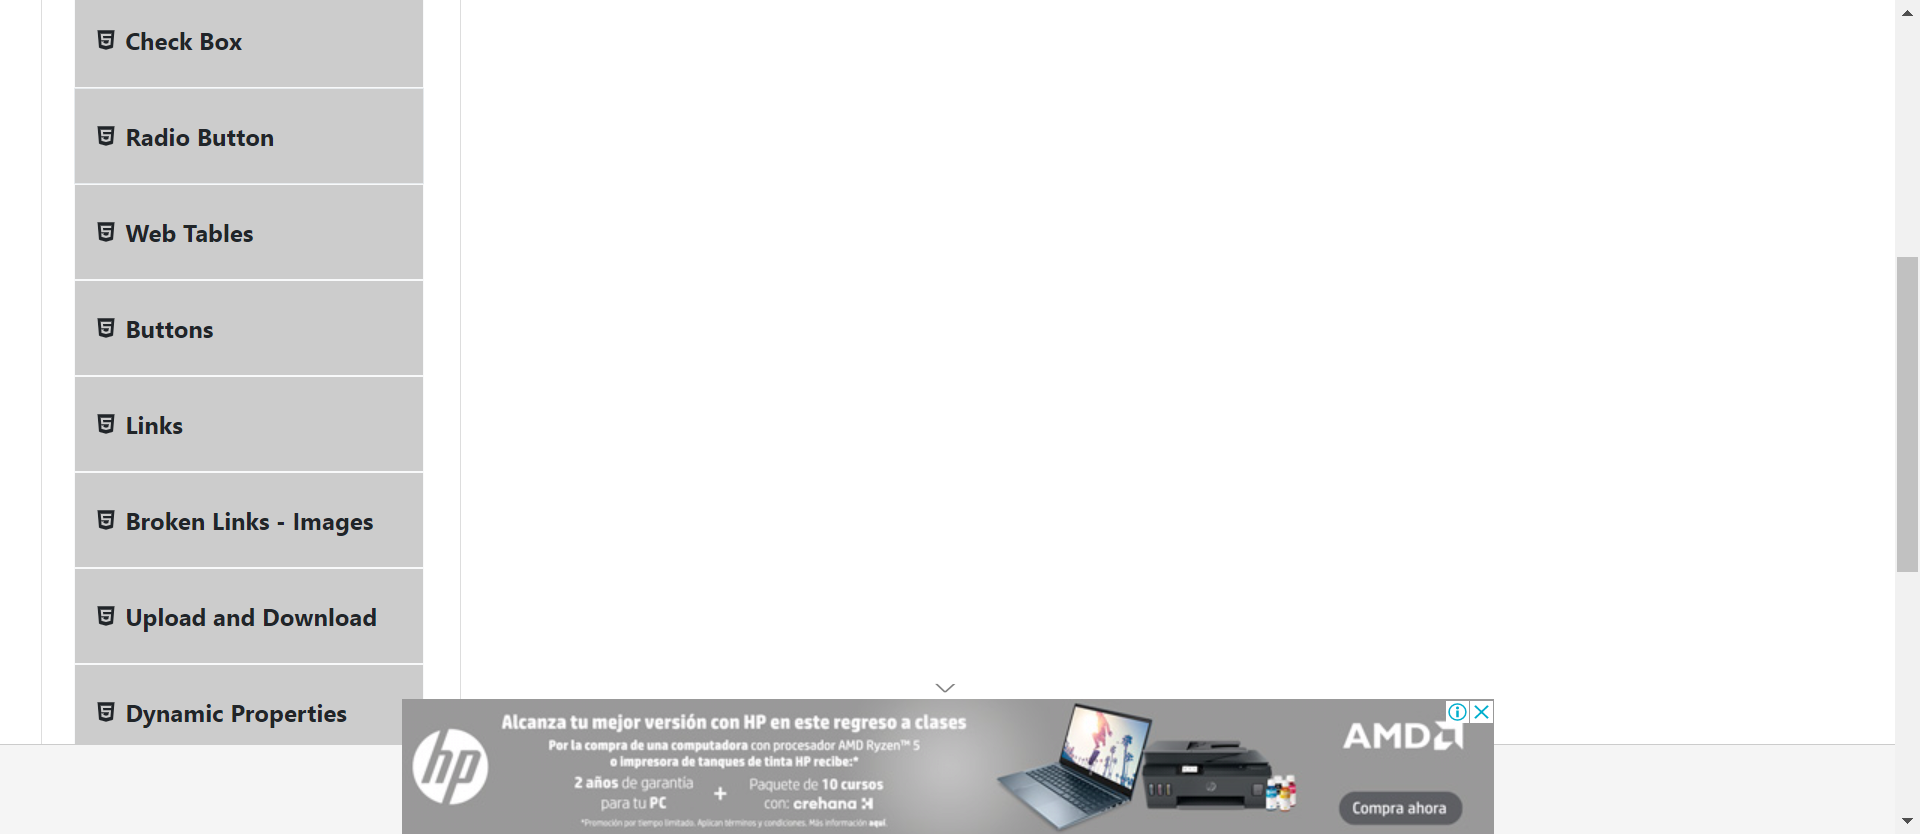 Check Box
Radio Button
Web Tables
Buttons
Links
Broken Links - Images
Upload and Download
Dynamic Properties
hp
Alcanza tu mejor versión con HP en este regreso a clases
Por la compra de una computadora con procesador AMD Ryzen™ 5
o impresora de tanques de tinta HP recibe:*
2 años de garantía
para tu PC
+
Paquete de 10 cursos
con: crehana
*Promoción por tiempo limitado. Aplican términos y condiciones. Más información aquí.
AMD
Compra ahora